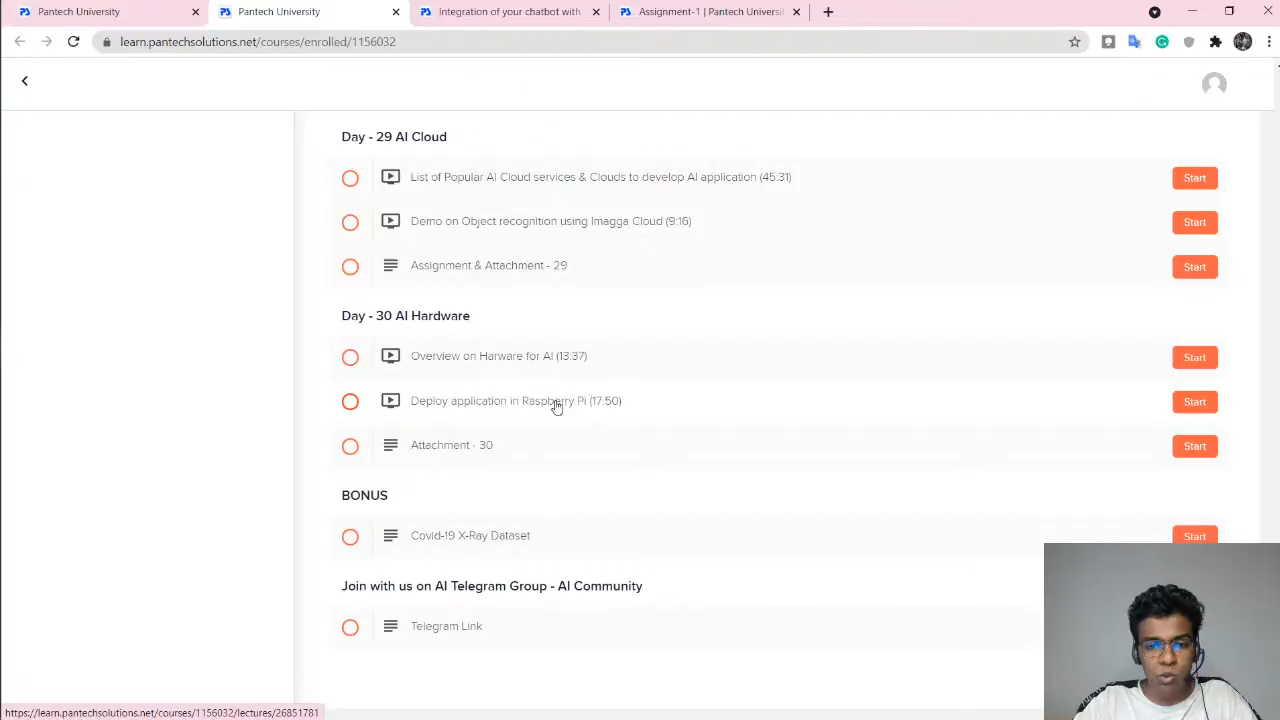 Pantech University
Pantech University
Integration of your chatbot with
Assignment-1 | Pantech Universi
learn.pantechsolutions.net/courses/enrolled/1156032
Day - 29 AI Cloud
List of Popular AI Cloud services & Clouds to develop AI application (45:31)
Start
Demo on Object recognition using Imagga Cloud (9:16)
Start
Assignment & Attachment - 29
Start
Day - 30 AI Hardware
Overview on Harware for AI (13:37)
Start
Deploy application in Raspberry Pi (17:50)
Start
Attachment - 30
Start
BONUS
Covid-19 X-Ray Dataset
Start
Join with us on AI Telegram Group - AI Community
Telegram Link
https://learn.pantechsolutions.net/courses/1156032/lectures/26851781